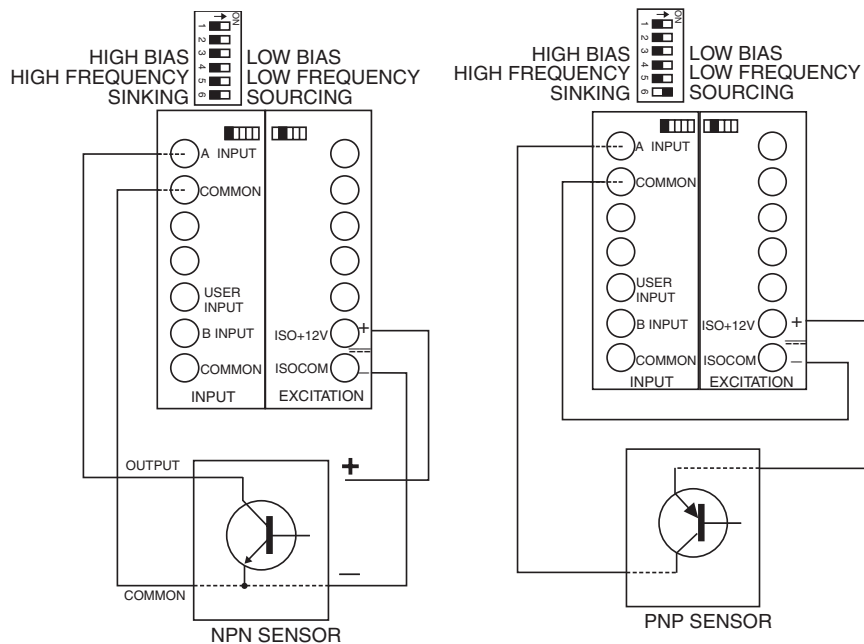 ON
1
2
3
4
5
6
HIGH BIAS LOW BIAS
HIGH FREQUENCY LOW FREQUENCY
SINKING SOURCING
A INPUT
COMMON
USER
INPUT
B INPUT
COMMON
INPUT
ISO+12V +
ISOCOM –
EXCITATION
OUTPUT
+
–
COMMON
NPN SENSOR
ON
1
2
3
4
5
6
HIGH BIAS LOW BIAS
HIGH FREQUENCY LOW FREQUENCY
SINKING SOURCING
A INPUT
COMMON
USER
INPUT
B INPUT
COMMON
INPUT
ISO+12V +
ISOCOM –
EXCITATION
PNP SENSOR